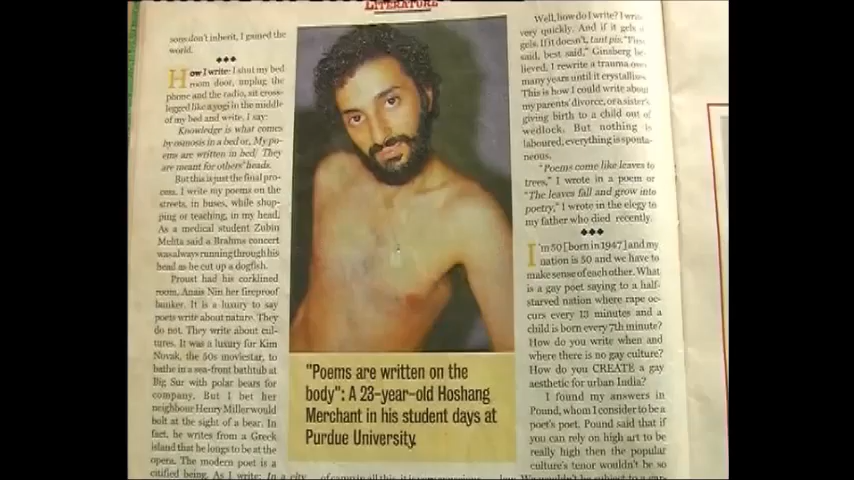 LITERATURE
sons don't inherit, I gained the
world.
How I write: I shut my bed
room door, unplug the
phone and the radio, sit cross-
legged like a yogi in the middle
of my bed and write. I say:
Knowledge is what comes
by osmosis in a bed or, My po-
ems are written in bed/ They
are meant for others' heads.
But this is just the final pro-
cess. I write my poems on the
streets, in buses, while shop-
ping or teaching, in my head.
As a medical student Zubin
Mehta said a Brahms concert
was always running through his
head as he cut up a dogfish.
Proust had his corklined
room, Anais Nin her fireproof
bunker. It is a luxury to say
poets write about nature. They
do not. They write about cul-
tures. It was a luxury for Kim
Novak, the 50s moviestar, to
bathe in a sea-front bathtub at
Big Sur with polar bears for
company. But I bet her
neighbour Henry Miller would
bolt at the sight of a bear. In
fact, he writes from a Greek
island that he longs to be at the
opera. The modern poet is a
citified being. As I write: In a city
"Poems are written on the
body": A 23-year-old Hoshang
Merchant in his student days at
Purdue University.
Well, how do I write? I
very quickly. And if it gels
gels. If it doesn't, tant pis. "First
said, best said," Ginsberg be-
lieved. I rewrite a trauma
many years until it
This is how I could write about
my parents' divorce, or a sister's
giving birth to a child out of
wedlock. But nothing is
laboured, everything is sponta-
neous.
"Poems come like leaves to
trees," I wrote in a poem or
"The leaves fall and grow into
poetry," I wrote in the elegy to
my father who died recently.
I'm 50 [born in 1947] and my
nation is 50 and we have to
make sense of each other. What
is a gay poet saying to a half-
starved nation where rape oc-
curs every 13 minutes and a
child is born every 7th minute?
How do you write when and
where there is no gay culture?
How do you CREATE a gay
aesthetic for urban India?
I found my answers in
Pound, whom I consider to be a
poet's poet. Pound said that if
you can rely on high art to be
really high then the popular
culture's tenor wouldn't be so